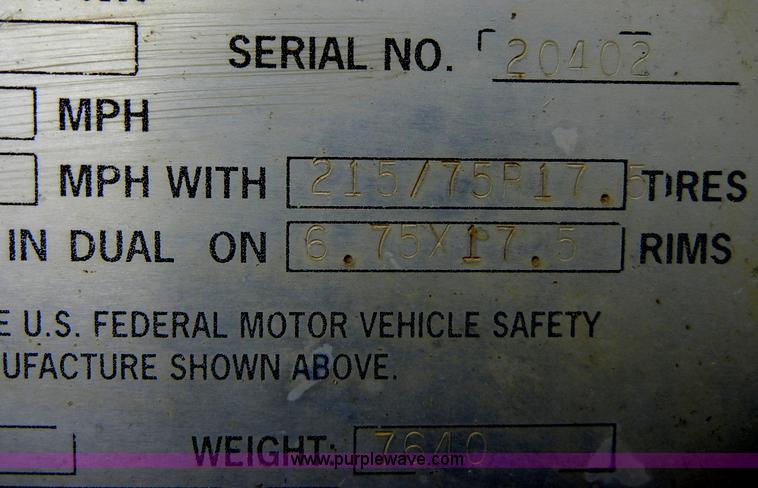 SERIAL NO. 20402
MPH
MPH WITH 215/75R17.5 TIRES
IN DUAL ON 6.75X17.5 RIMS
E U.S. FEDERAL MOTOR VEHICLE SAFETY
UFACTURE SHOWN ABOVE.
WEIGHT: 7640
www.purplewave.com